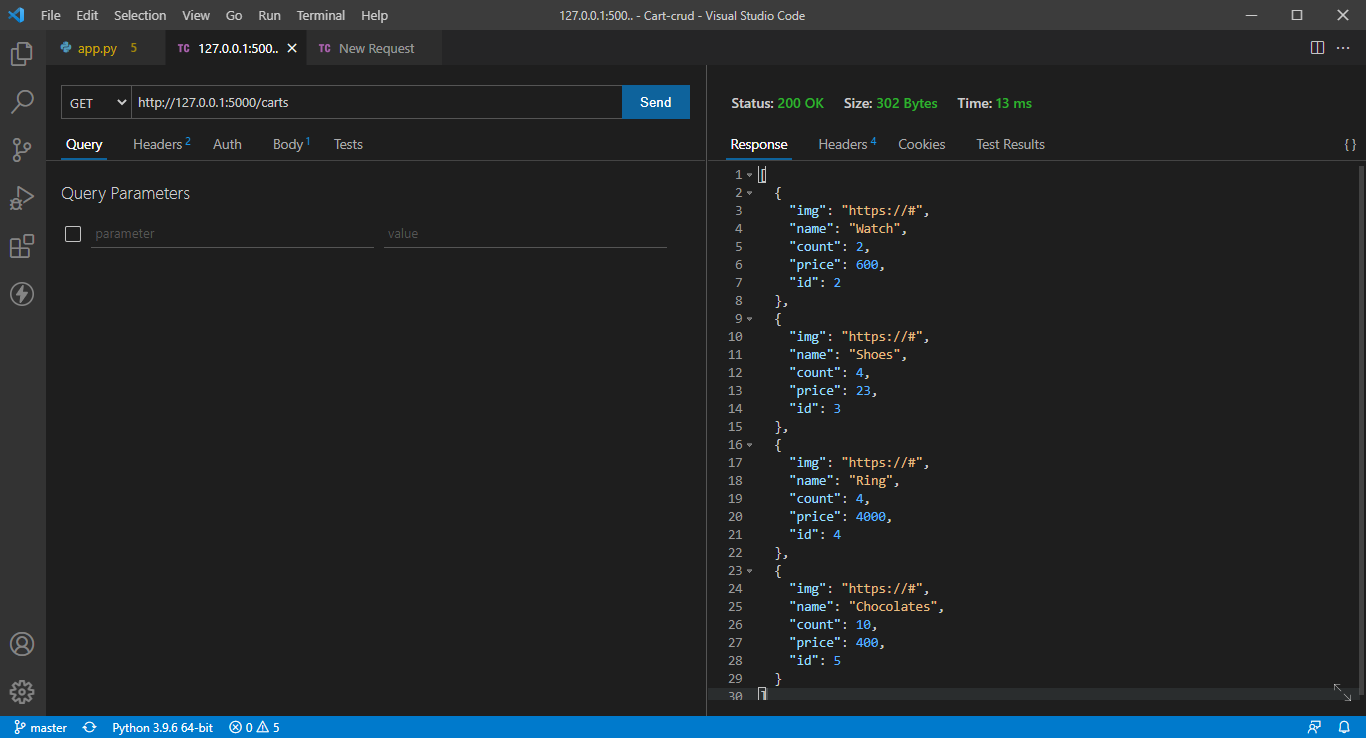 File Edit Selection View Go Run Terminal Help 127.0.0.1:500.. - Cart-crud - Visual Studio Code
app.py 5 TC 127.0.0.1:500.. TC New Request
GET http://127.0.0.1:5000/carts Send
Query Headers 2 Auth Body 1 Tests
Query Parameters
parameter value
Status: 200 OK Size: 302 Bytes Time: 13 ms
Response Headers 4 Cookies Test Results {}
1 [
2 {
3 "img": "https://#",
4 "name": "Watch",
5 "count": 2,
6 "price": 600,
7 "id": 2
8 },
9 {
10 "img": "https://#",
11 "name": "Shoes",
12 "count": 4,
13 "price": 23,
14 "id": 3
15 },
16 {
17 "img": "https://#",
18 "name": "Ring",
19 "count": 4,
20 "price": 4000,
21 "id": 4
22 },
23 {
24 "img": "https://#",
25 "name": "Chocolates",
26 "count": 10,
27 "price": 400,
28 "id": 5
29 }
30 ]
master Python 3.9.6 64-bit 0 5